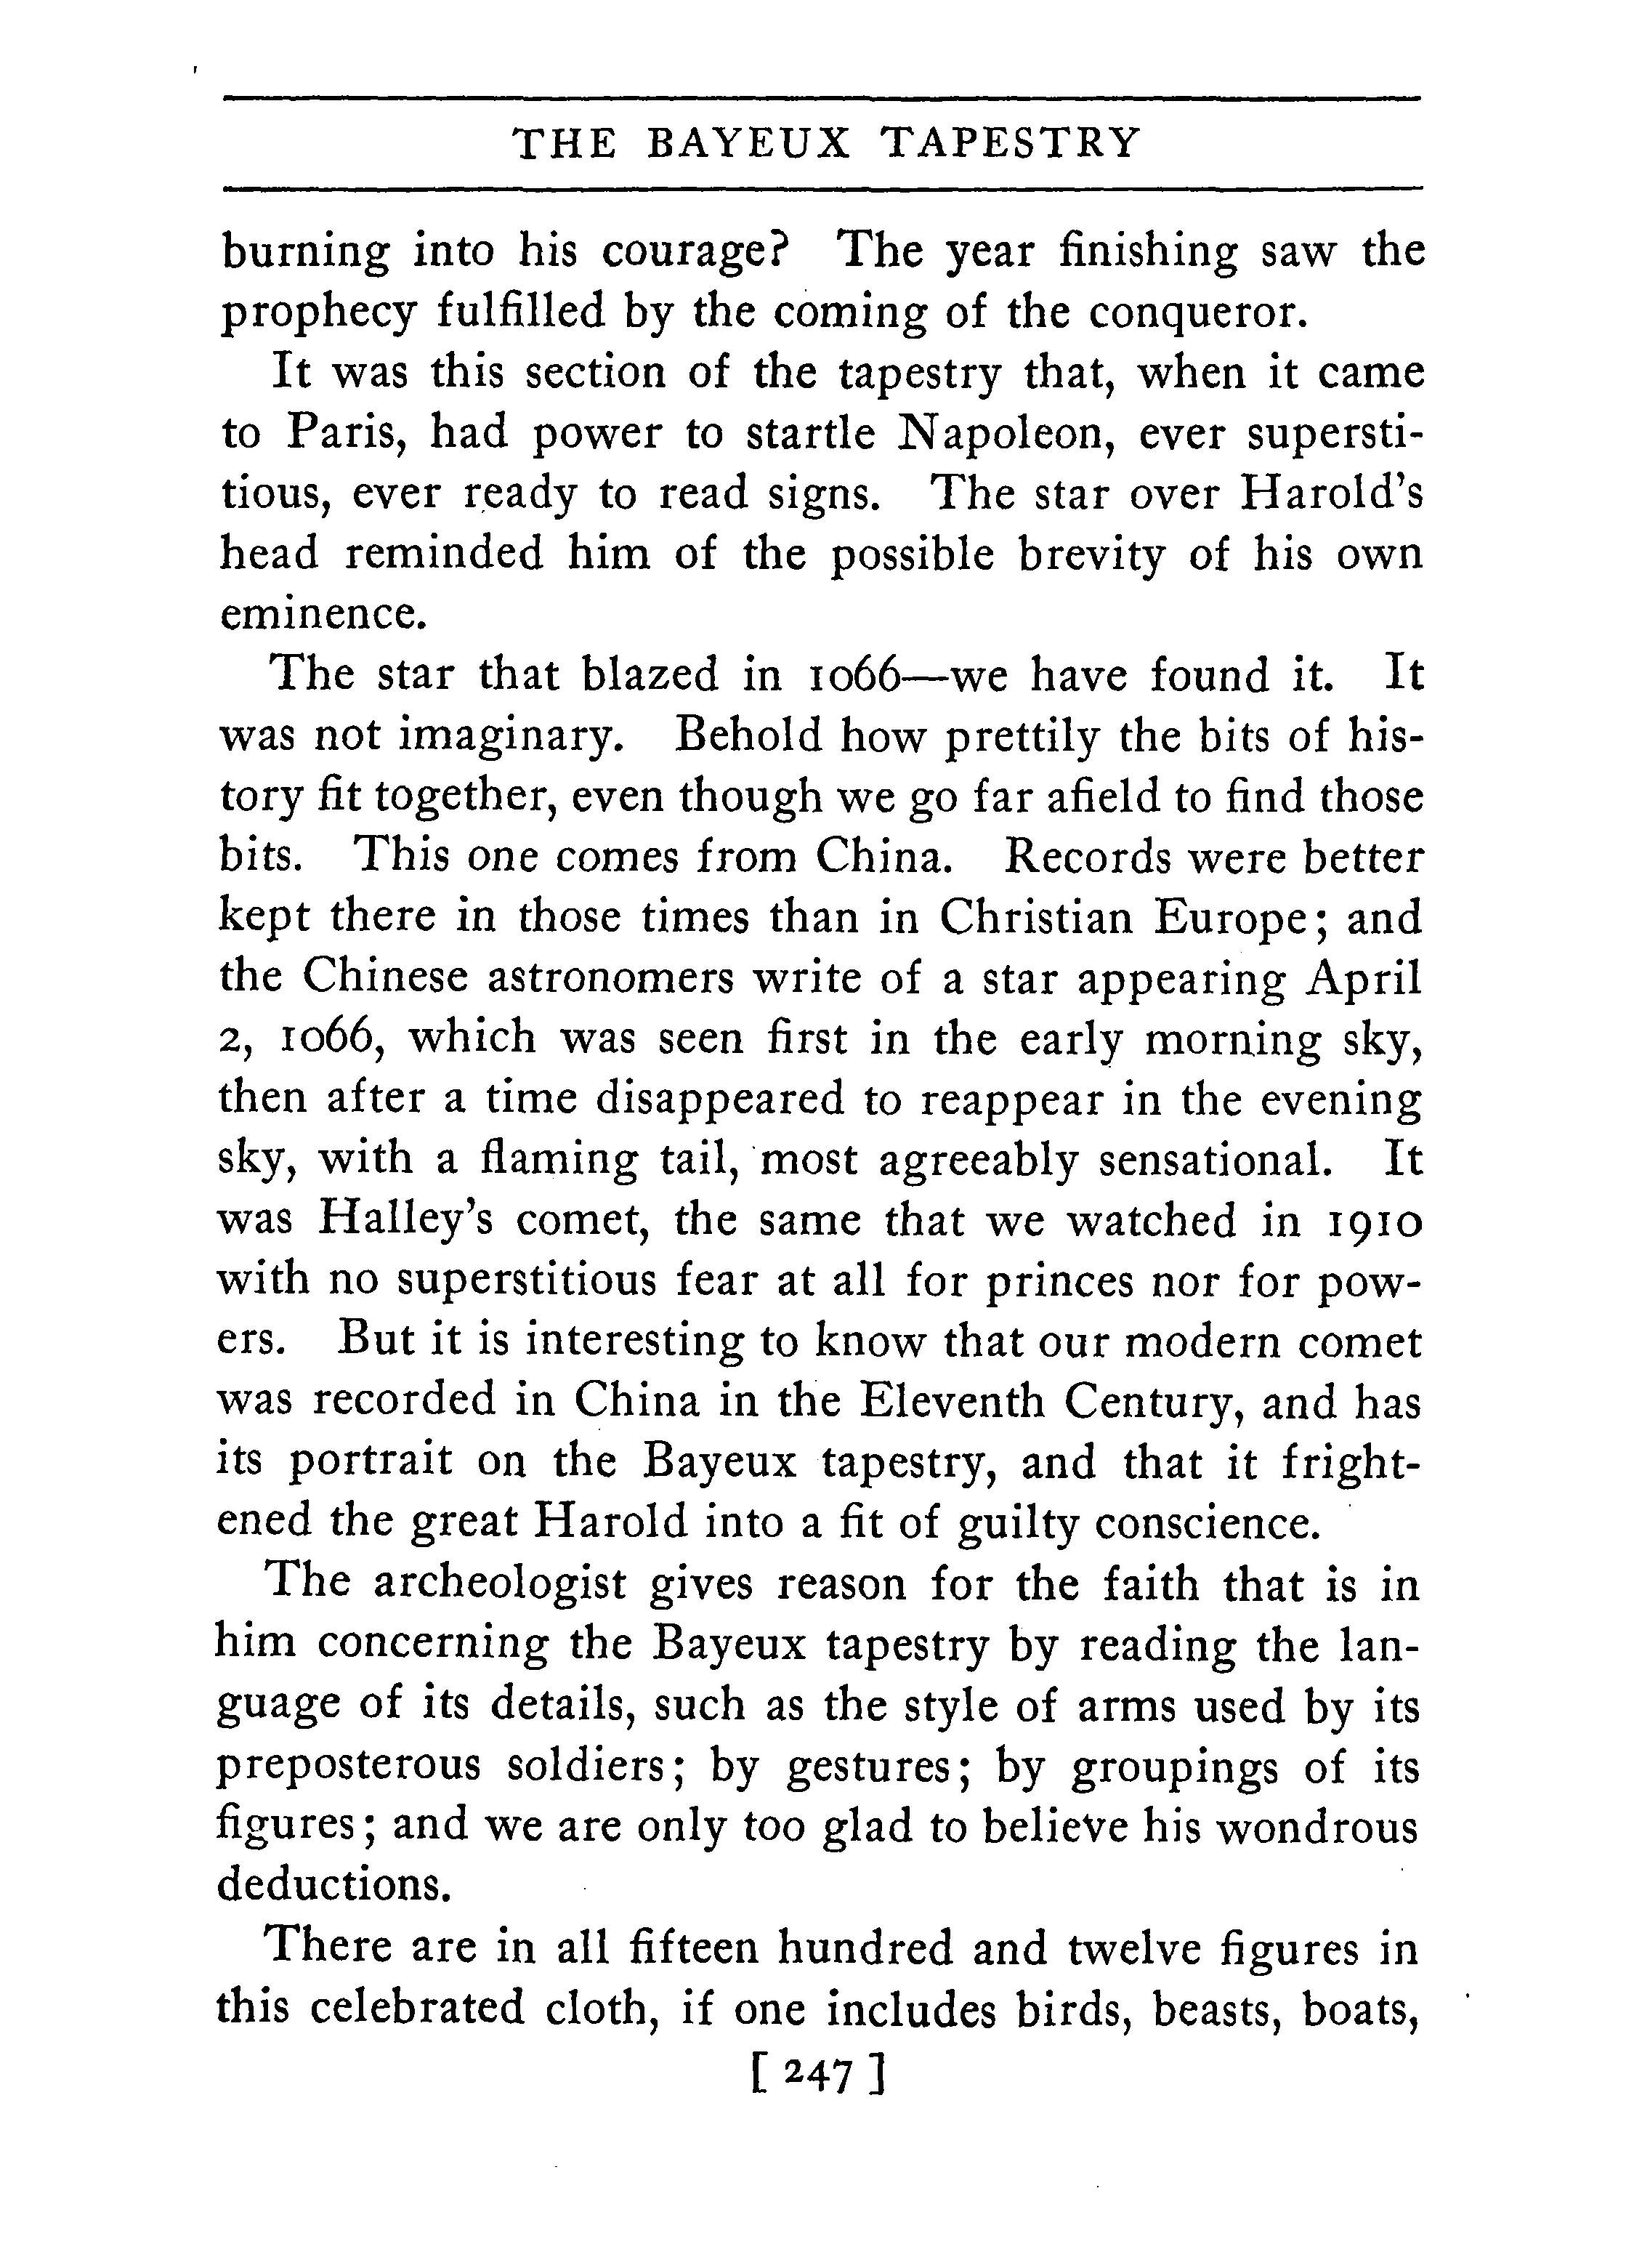 THE BAYEUX TAPESTRY
burning into his courage? The year finishing saw the
prophecy fulfilled by the coming of the conqueror.
It was this section of the tapestry that, when it came
to Paris, had power to startle Napoleon, ever supersti-
tious, ever ready to read signs. The star over Harold's
head reminded him of the possible brevity of his own
eminence.
The star that blazed in 1066—we have found it. It
was not imaginary. Behold how prettily the bits of his-
tory fit together, even though we go far afield to find those
bits. This one comes from China. Records were better
kept there in those times than in Christian Europe; and
the Chinese astronomers write of a star appearing April
2, 1066, which was seen first in the early morning sky,
then after a time disappeared to reappear in the evening
sky, with a flaming tail, most agreeably sensational. It
was Halley's comet, the same that we watched in 1910
with no superstitious fear at all for princes nor for pow-
ers. But it is interesting to know that our modern comet
was recorded in China in the Eleventh Century, and has
its portrait on the Bayeux tapestry, and that it fright-
ened the great Harold into a fit of guilty conscience.
The archeologist gives reason for the faith that is in
him concerning the Bayeux tapestry by reading the lan-
guage of its details, such as the style of arms used by its
preposterous soldiers; by gestures; by groupings of its
figures; and we are only too glad to believe his wondrous
deductions.
There are in all fifteen hundred and twelve figures in
this celebrated cloth, if one includes birds, beasts, boats,
[ 247 ]